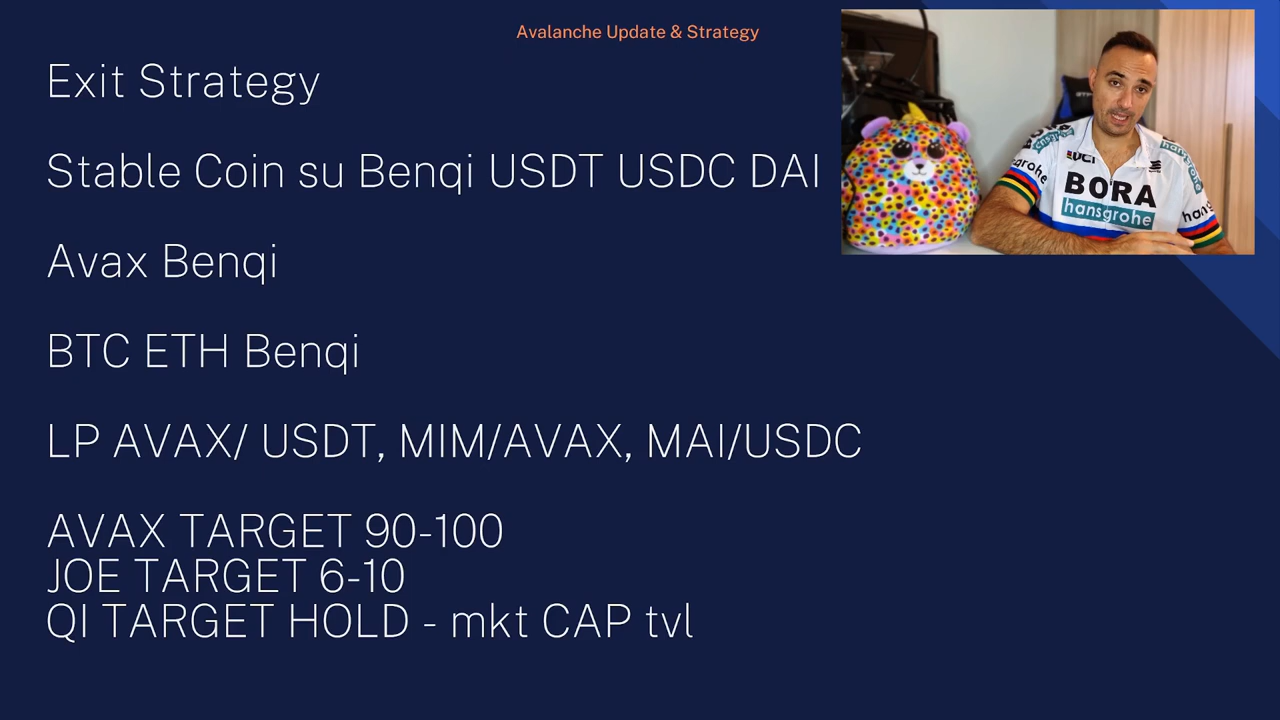 Avalanche Update & Strategy
Exit Strategy
Stable Coin su Benqi USDT USDC DAI
Avax Benqi
BTC ETH Benqi
LP AVAX/ USDT, MIM/AVAX, MAI/USDC
AVAX TARGET 90-100
JOE TARGET 6-10
QI TARGET HOLD - mkt CAP tvl
UCI
BORA
hansgrohe